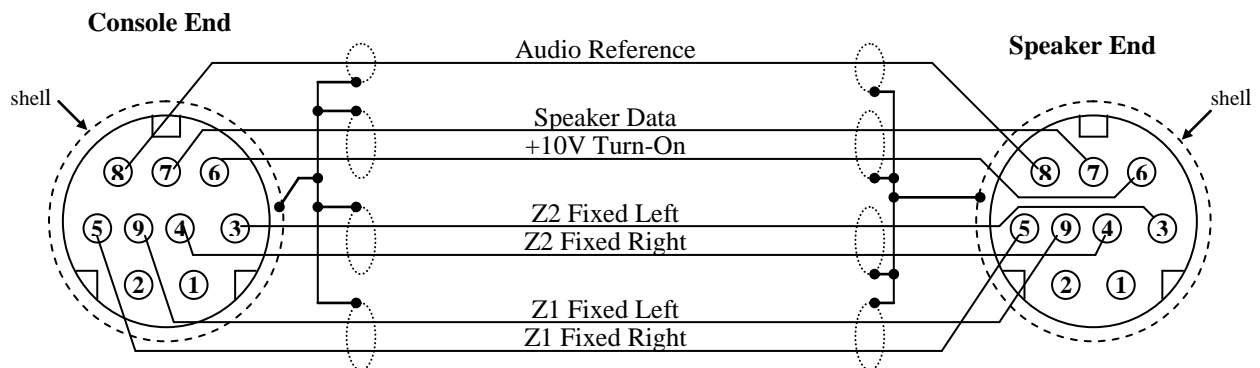 Console End
Speaker End
shell
shell
Audio Reference
Speaker Data
+10V Turn-On
Z2 Fixed Left
Z2 Fixed Right
Z1 Fixed Left
Z1 Fixed Right
8 7 6
5 9 4 3
2 1
8 7 6
5 9 4 3
2 1